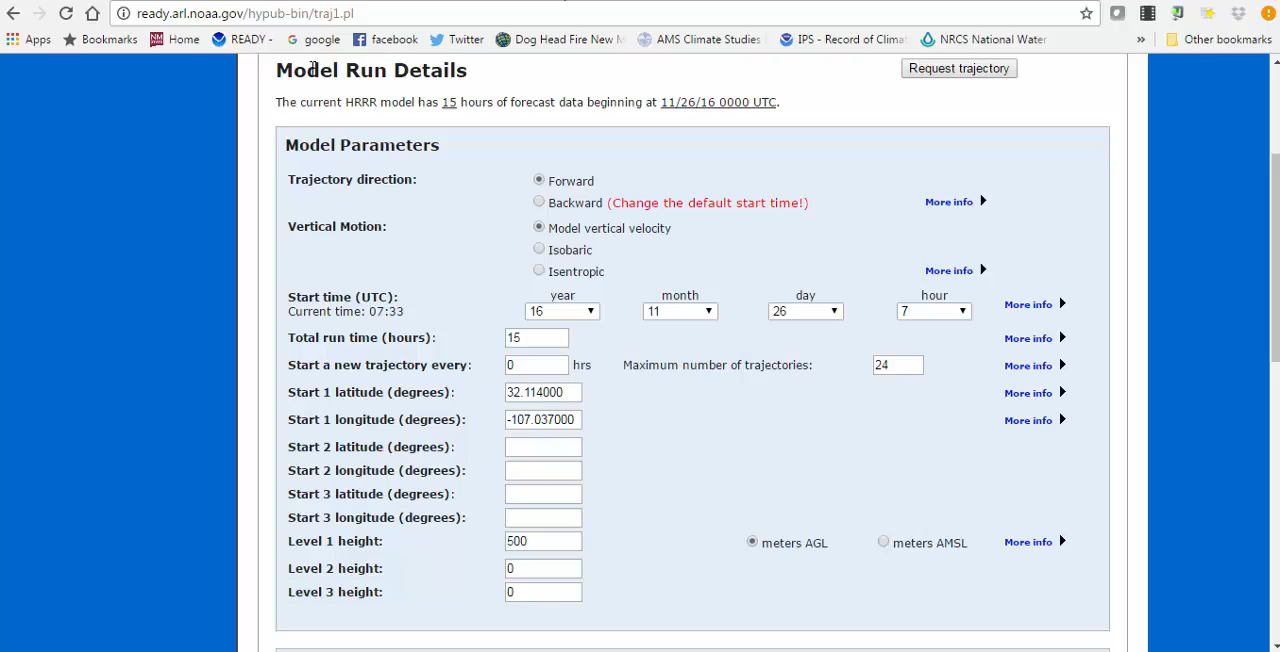 ready.arl.noaa.gov/hypub-bin/traj1.pl
Apps Bookmarks NM Home READY - G google facebook Twitter Dog Head Fire New M AMS Climate Studies IPS - Record of Climat NRCS National Water » Other bookmarks
Model Run Details Request trajectory
The current HRRR model has 15 hours of forecast data beginning at 11/26/16 0000 UTC.
Model Parameters
Trajectory direction: Forward
Backward (Change the default start time!) More info
Vertical Motion: Model vertical velocity
Isobaric
Isentropic More info
Start time (UTC): year month day hour
Current time: 07:33 16 11 26 7 More info
Total run time (hours): 15 More info
Start a new trajectory every: 0 hrs Maximum number of trajectories: 24 More info
Start 1 latitude (degrees): 32.114000 More info
Start 1 longitude (degrees): -107.037000 More info
Start 2 latitude (degrees):
Start 2 longitude (degrees):
Start 3 latitude (degrees):
Start 3 longitude (degrees):
Level 1 height: 500 meters AGL meters AMSL More info
Level 2 height: 0
Level 3 height: 0